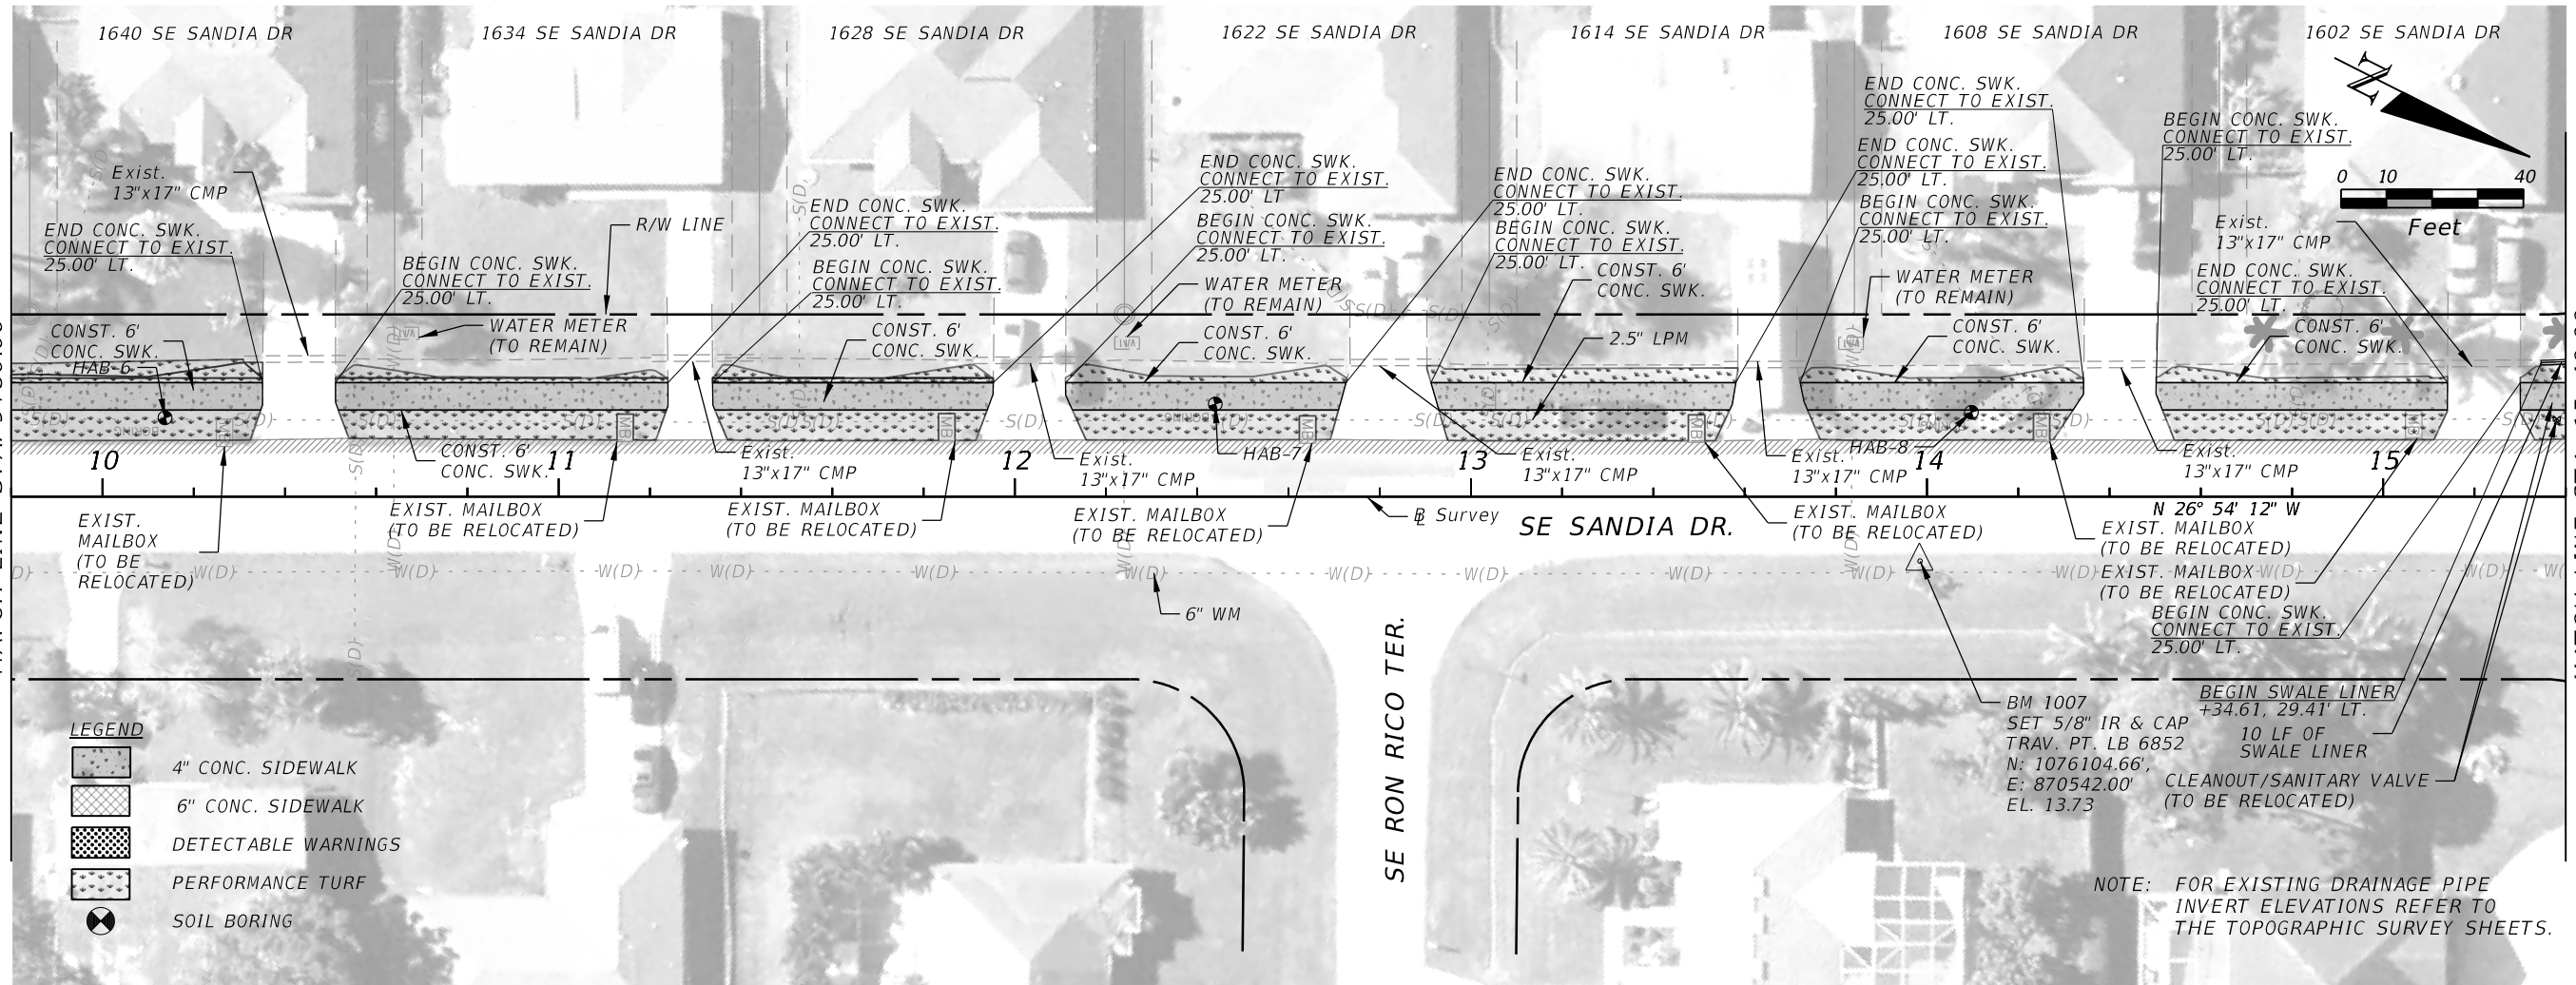 1640 SE SANDIA DR
1634 SE SANDIA DR
1628 SE SANDIA DR
1622 SE SANDIA DR
1614 SE SANDIA DR
1608 SE SANDIA DR
1602 SE SANDIA DR
N
0 10 40
Feet
Exist.
13"x17" CMP
END CONC. SWK.
CONNECT TO EXIST.
25.00' LT.
CONST. 6'
CONC. SWK.
HAB-6
BEGIN CONC. SWK.
CONNECT TO EXIST.
25.00' LT.
WATER METER
(TO REMAIN)
R/W LINE
END CONC. SWK.
CONNECT TO EXIST.
25.00' LT.
BEGIN CONC. SWK.
CONNECT TO EXIST.
25.00' LT.
CONST. 6'
CONC. SWK.
END CONC. SWK.
CONNECT TO EXIST.
25.00' LT
BEGIN CONC. SWK.
CONNECT TO EXIST.
25.00' LT.
WATER METER
(TO REMAIN)
CONST. 6'
CONC. SWK.
END CONC. SWK.
CONNECT TO EXIST.
25.00' LT.
BEGIN CONC. SWK.
CONNECT TO EXIST.
25.00' LT.
CONST. 6'
CONC. SWK.
2.5" LPM
END CONC. SWK.
CONNECT TO EXIST.
25.00' LT.
END CONC. SWK.
CONNECT TO EXIST.
25.00' LT.
BEGIN CONC. SWK.
CONNECT TO EXIST.
25.00' LT.
WATER METER
(TO REMAIN)
CONST. 6'
CONC. SWK.
BEGIN CONC. SWK.
CONNECT TO EXIST.
25.00' LT.
Exist.
13"x17" CMP
END CONC. SWK.
CONNECT TO EXIST.
25.00' LT.
CONST. 6'
CONC. SWK.
10
11
12
13
14
15
CONST. 6'
CONC. SWK.
Exist.
13"x17" CMP
Exist.
13"x17" CMP
HAB-7
Exist.
13"x17" CMP
Exist.
13"x17" CMP
HAB-8
Exist.
13"x17" CMP
MB
MB
MB
MB
MB
MB
MB
S(D)
S(D)
S(D)
S(D)
S(D)
S(D)
EXIST.
MAILBOX
(TO BE
RELOCATED)
EXIST. MAILBOX
(TO BE RELOCATED)
EXIST. MAILBOX
(TO BE RELOCATED)
EXIST. MAILBOX
(TO BE RELOCATED)
B Survey
SE SANDIA DR.
EXIST. MAILBOX
(TO BE RELOCATED)
N 26° 54' 12" W
EXIST. MAILBOX
(TO BE RELOCATED)
EXIST. MAILBOX
(TO BE RELOCATED)
BEGIN CONC. SWK.
CONNECT TO EXIST.
25.00' LT.
W(D)
W(D)
W(D)
W(D)
W(D)
W(D)
W(D)
W(D)
W(D)
W(D)
W(D)
W(D)
W(D)
6" WM
SE RON RICO TER.
BM 1007
SET 5/8" IR & CAP
TRAV. PT. LB 6852
N: 1076104.66',
E: 870542.00'
EL. 13.73
BEGIN SWALE LINER
+34.61, 29.41' LT.
10 LF OF
SWALE LINER
CLEANOUT/SANITARY VALVE
(TO BE RELOCATED)
LEGEND
4" CONC. SIDEWALK
6" CONC. SIDEWALK
DETECTABLE WARNINGS
PERFORMANCE TURF
SOIL BORING
NOTE: FOR EXISTING DRAINAGE PIPE
INVERT ELEVATIONS REFER TO
THE TOPOGRAPHIC SURVEY SHEETS.